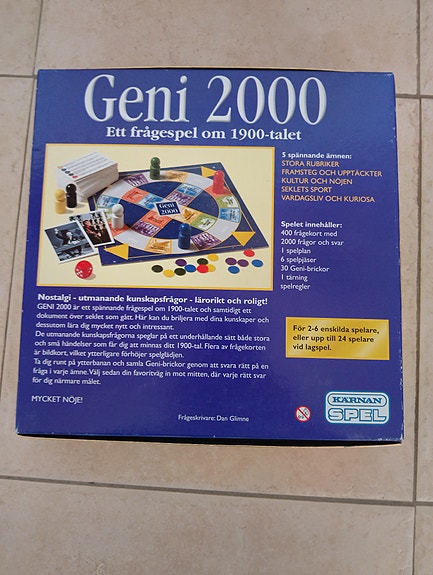 Geni 2000
Ett frågespel om 1900-talet
5 spännande ämnen:
STORA RUBRIKER
FRAMSTEG OCH UPPTÄCKTER
KULTUR OCH NÖJEN
SEKLETS SPORT
VARDAGSLIV OCH KURIOSA
Geni
2000
Spelet innehåller:
400 frågekort med
2000 frågor och svar
1 spelplan
6 spelpjäser
30 Geni-brickor
1 tärning
spelregler
Nostalgi - utmanande kunskapsfrågor - lärorikt och roligt!
GENI 2000 är ett spännande frågespel om 1900-talet och samtidigt ett
dokument över seklet som gått. Här kan du briljera med dina kunskaper och
dessutom lära dig mycket nytt och intressant.
De utmanande kunskapsfrågorna speglar på ett underhållande sätt både stora
och små händelser som får dig att minnas ditt 1900-tal. Flera av frågekorten
är bildkort, vilket ytterligare förhöjer spelglädjen.
Ta dig runt på ytterbanan och samla Geni-brickor genom att svara rätt på en
fråga i varje ämne. Välj sedan din favoritväg in mot mitten, där varje rätt svar
för dig närmare målet.
MYCKET NÖJE!
För 2-6 enskilda spelare,
eller upp till 24 spelare
vid lagspel.
Frågeskrivare: Dan Glimne
KÄRNAN
SPEL